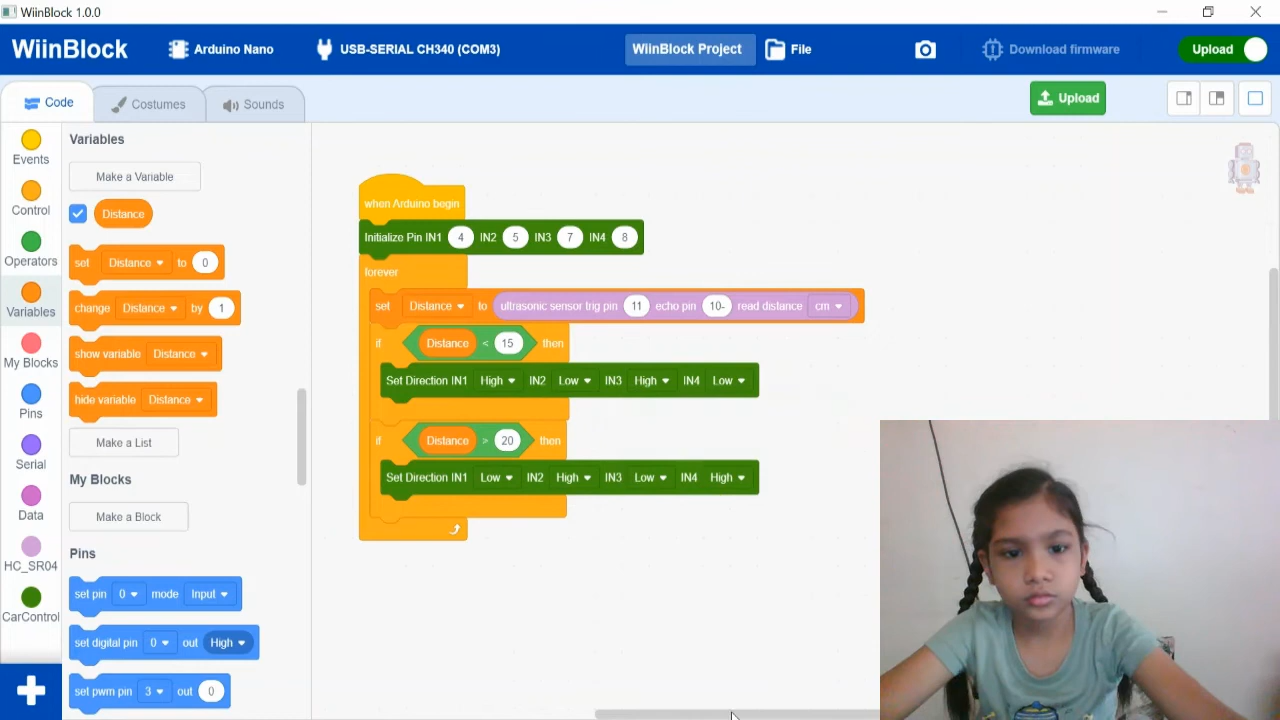 WiinBlock 1.0.0
WiinBlock Arduino Nano USB-SERIAL CH340 (COM3) WiinBlock Project File Download firmware Upload
Code Costumes Sounds Upload
Events
Control
Operators
Variables
My Blocks
Pins
Serial
Data
HC_SR04
CarControl
Variables
Make a Variable
Distance
set Distance to 0
change Distance by 1
show variable Distance
hide variable Distance
Make a List
My Blocks
Make a Block
Pins
set pin 0 mode Input
set digital pin 0 out High
set pwm pin 3 out 0
when Arduino begin
Initialize Pin IN1 4 IN2 5 IN3 7 IN4 8
forever
set Distance to ultrasonic sensor trig pin 11 echo pin 10- read distance cm
if Distance < 15 then
Set Direction IN1 High IN2 Low IN3 High IN4 Low
if Distance > 20 then
Set Direction IN1 Low IN2 High IN3 Low IN4 High